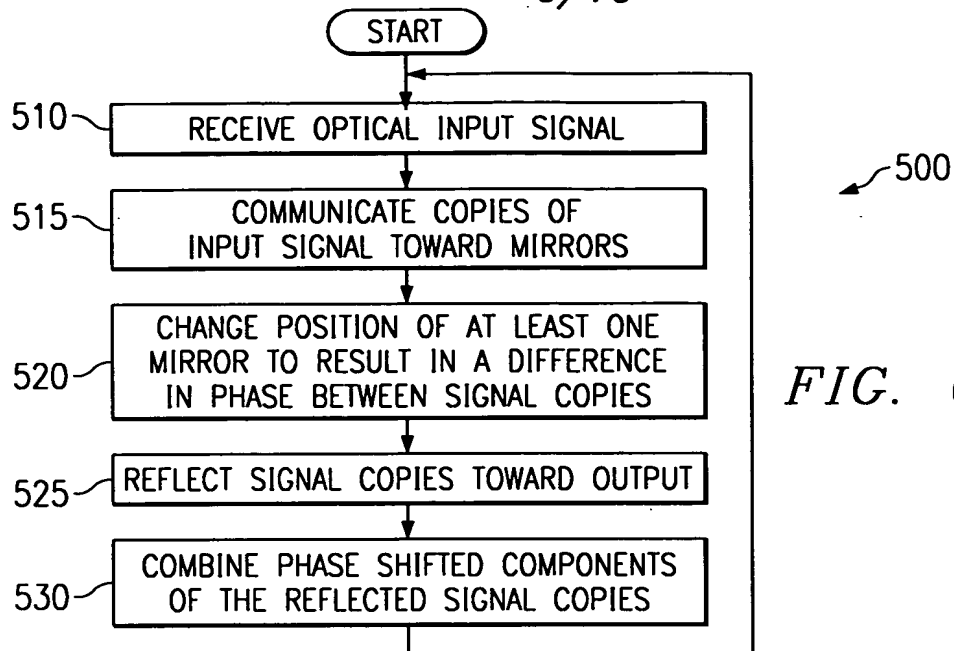 START
510
RECEIVE OPTICAL INPUT SIGNAL
500
515
COMMUNICATE COPIES OF
INPUT SIGNAL TOWARD MIRRORS
520
CHANGE POSITION OF AT LEAST ONE
MIRROR TO RESULT IN A DIFFERENCE
IN PHASE BETWEEN SIGNAL COPIES
FIG.
525
REFLECT SIGNAL COPIES TOWARD OUTPUT
530
COMBINE PHASE SHIFTED COMPONENTS
OF THE REFLECTED SIGNAL COPIES